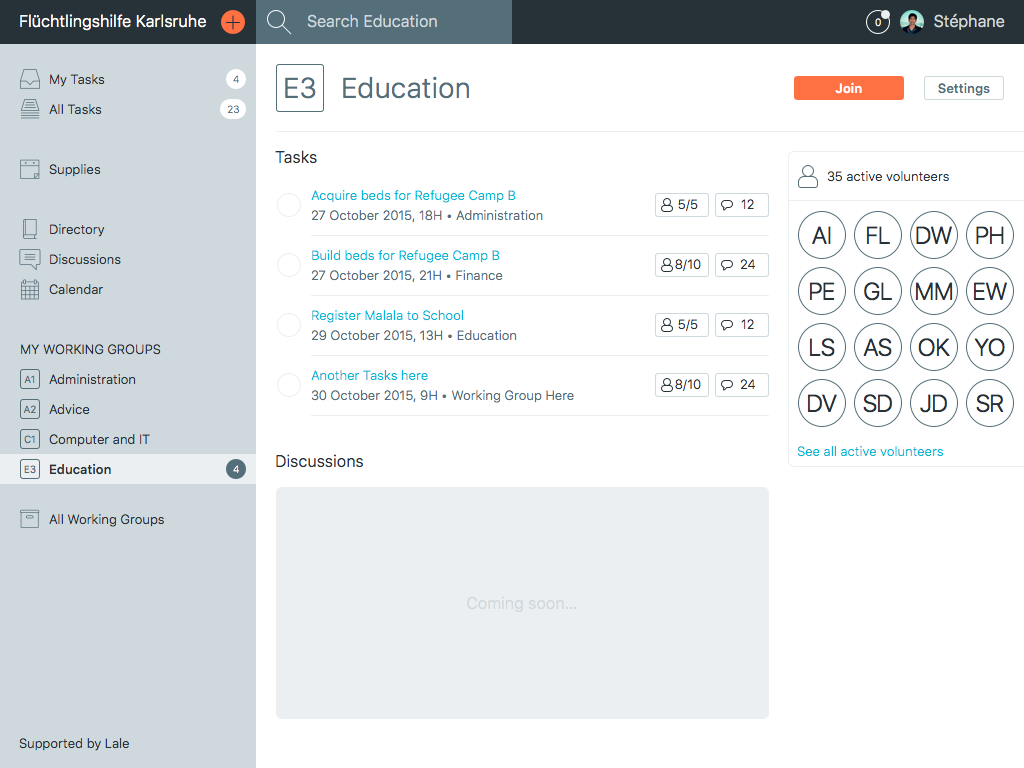 Flüchtlingshilfe Karlsruhe
Search Education
0
Stéphane
My Tasks 4
All Tasks 23
Supplies
Directory
Discussions
Calendar
MY WORKING GROUPS
A1 Administration
A2 Advice
C1 Computer and IT
E3 Education 4
All Working Groups
Supported by Lale
E3 Education
Join
Settings
Tasks
Acquire beds for Refugee Camp B
27 October 2015, 18H • Administration
5/5 12
Build beds for Refugee Camp B
27 October 2015, 21H • Finance
8/10 24
Register Malala to School
29 October 2015, 13H • Education
5/5 12
Another Tasks here
30 October 2015, 9H • Working Group Here
8/10 24
Discussions
Coming soon...
35 active volunteers
AI FL DW PH
PE GL MM EW
LS AS OK YO
DV SD JD SR
See all active volunteers